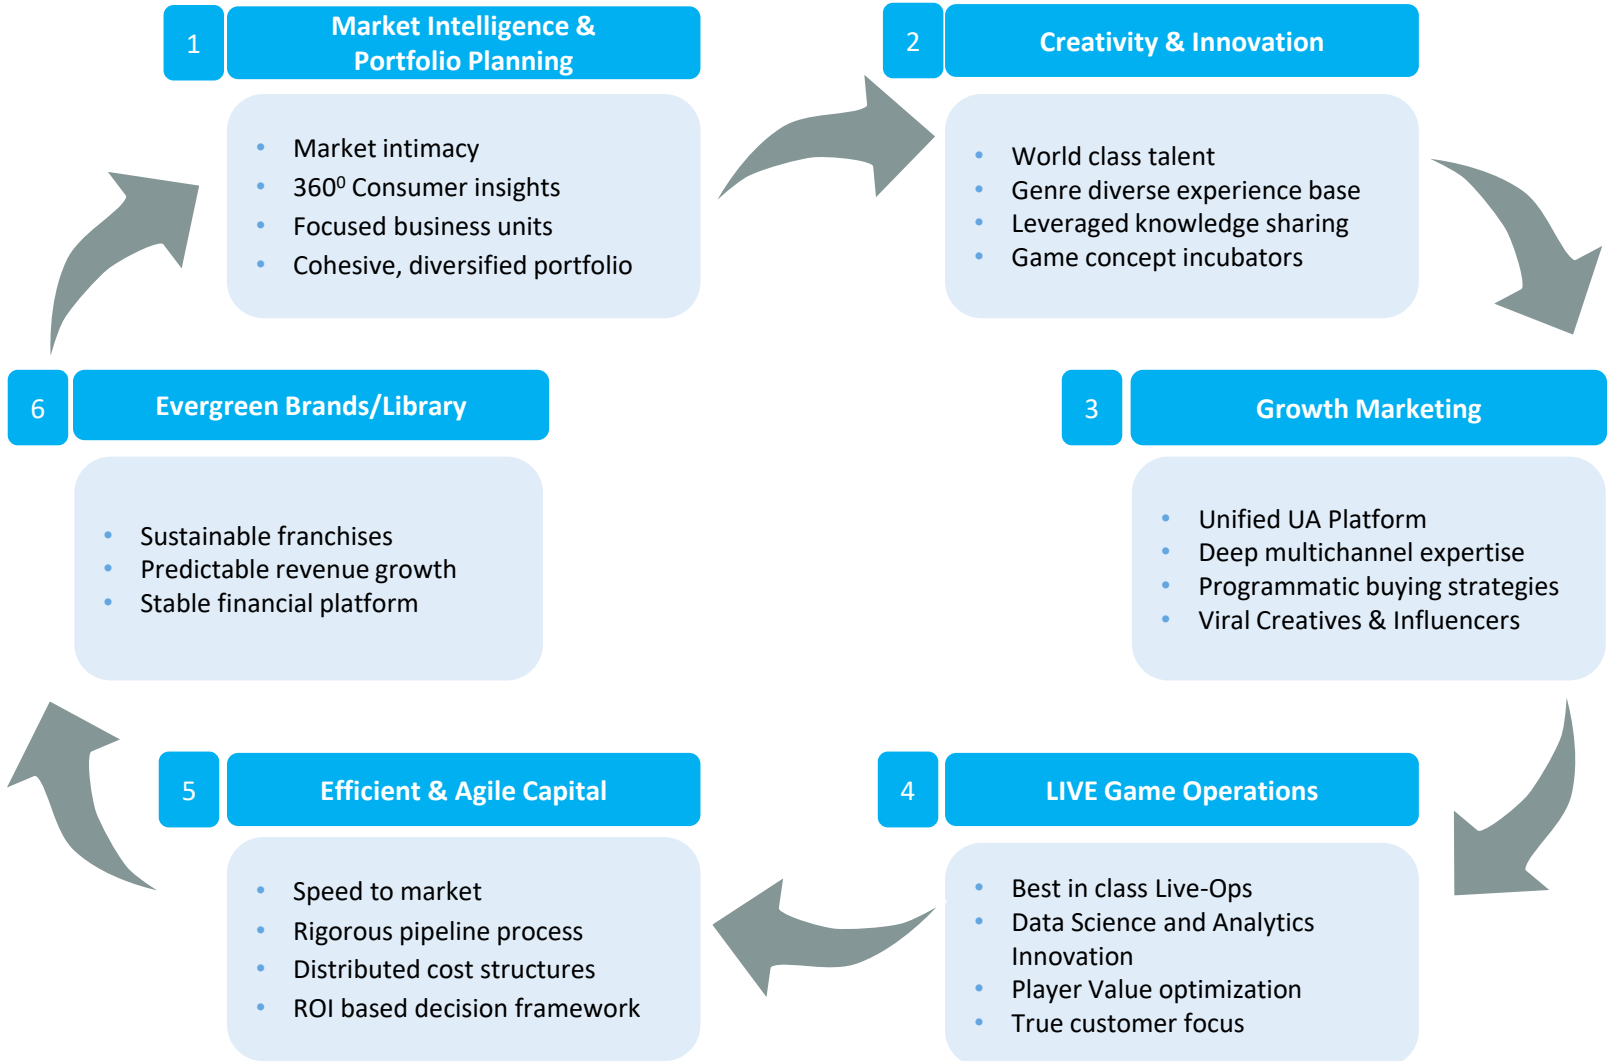 1
Market Intelligence &
Portfolio Planning
• Market intimacy
• 360⁰ Consumer insights
• Focused business units
• Cohesive, diversified portfolio
2
Creativity & Innovation
• World class talent
• Genre diverse experience base
• Leveraged knowledge sharing
• Game concept incubators
3
Growth Marketing
• Unified UA Platform
• Deep multichannel expertise
• Programmatic buying strategies
• Viral Creatives & Influencers
4
LIVE Game Operations
• Best in class Live-Ops
• Data Science and Analytics
Innovation
• Player Value optimization
• True customer focus
5
Efficient & Agile Capital
• Speed to market
• Rigorous pipeline process
• Distributed cost structures
• ROI based decision framework
6
Evergreen Brands/Library
• Sustainable franchises
• Predictable revenue growth
• Stable financial platform